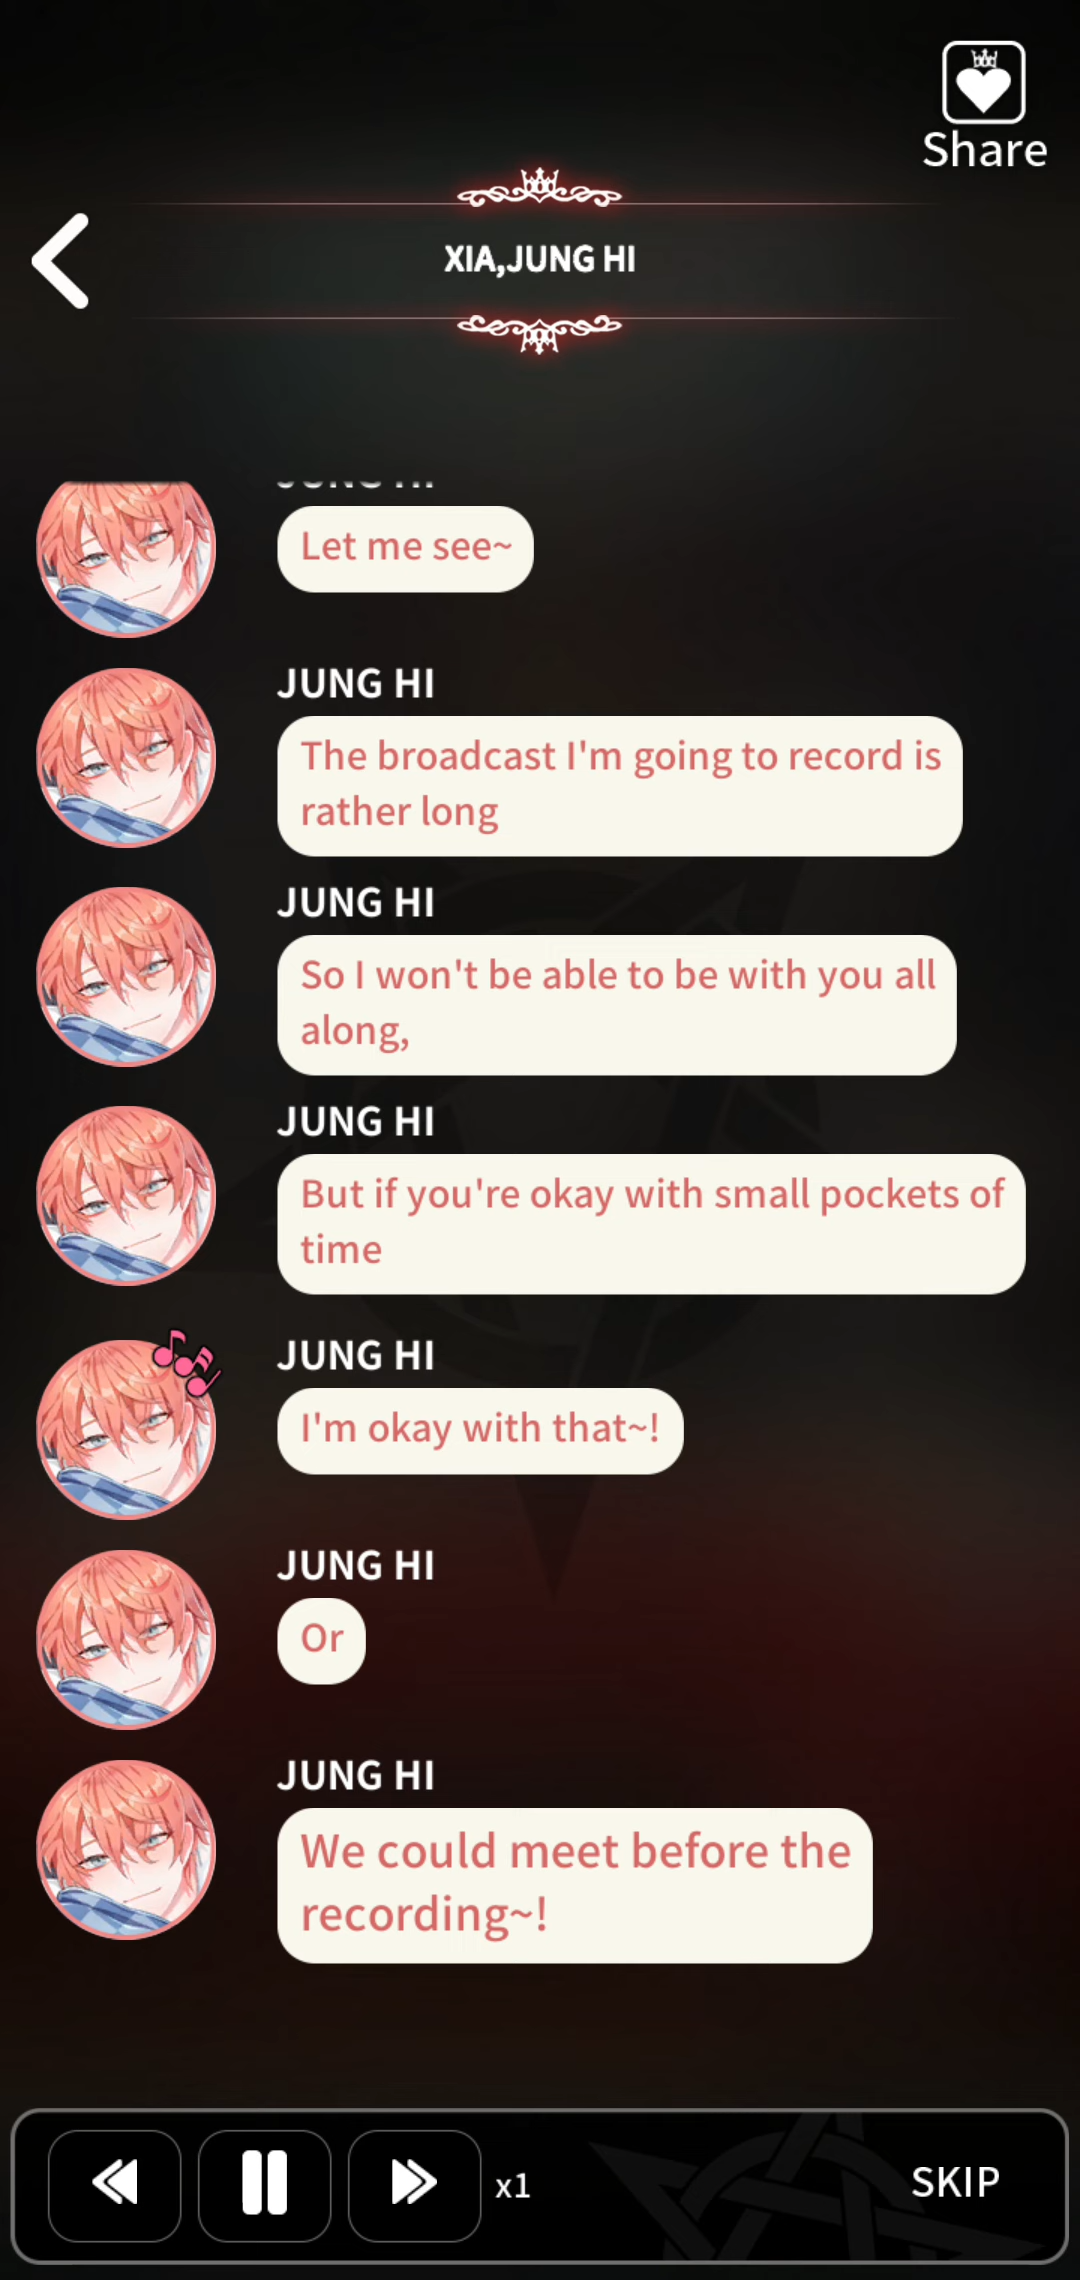 Share
XIA,JUNG HI
JUNG HI
Let me see~
JUNG HI
The broadcast I'm going to record is
rather long
JUNG HI
So I won't be able to be with you all
along,
JUNG HI
But if you're okay with small pockets of
time
JUNG HI
I'm okay with that~!
JUNG HI
Or
JUNG HI
We could meet before the
recording~!
x1
SKIP